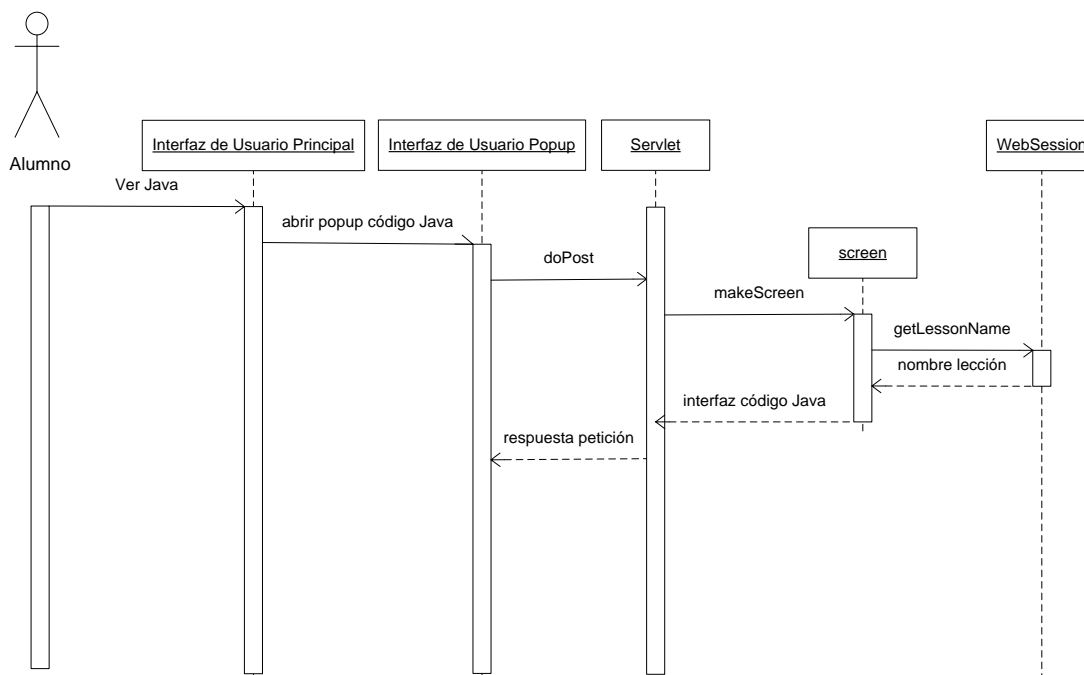 Alumno
Interfaz de Usuario Principal
Interfaz de Usuario Popup
Servlet
WebSession
Ver Java
abrir popup código Java
doPost
screen
makeScreen
getLessonName
nombre lección
interfaz código Java
respuesta petición